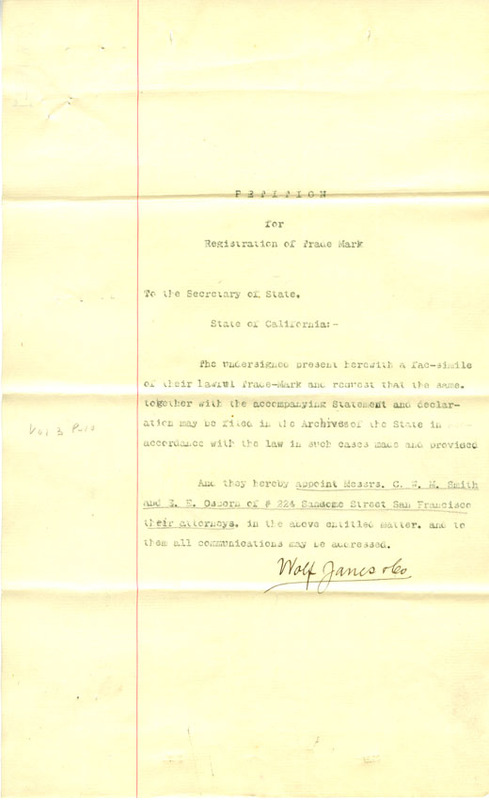 PETITION
for
Registration of Trade Mark
To the Secretary of State,
State of California:-
The undersigned present herewith a fac-simile
of their lawful Trade-Mark and request that the same,
together with the accompanying Statement and declar-
ation may be filed in the Archives of the State in
accordance with the law in such cases made and provided
Vol 3
And they hereby appoint Messrs. C. W. M. Smith
and E. E. Osborn of # 224 Sansome Street San Francisco
their attorneys, in the above entitled matter, and to
them all communications may be addressed.
Wolf Janes & Co